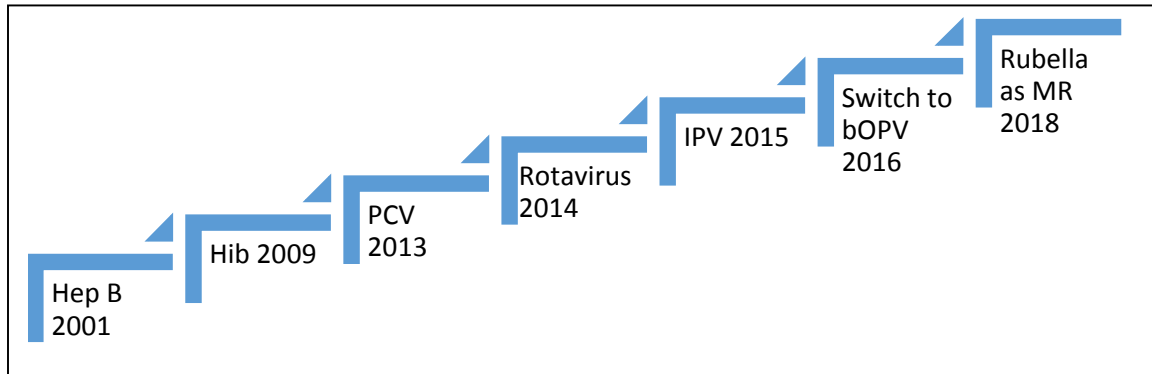 Hep B
2001
Hib 2009
PCV
2013
Rotavirus
2014
IPV 2015
Switch to
bOPV
2016
Rubella
as MR
2018